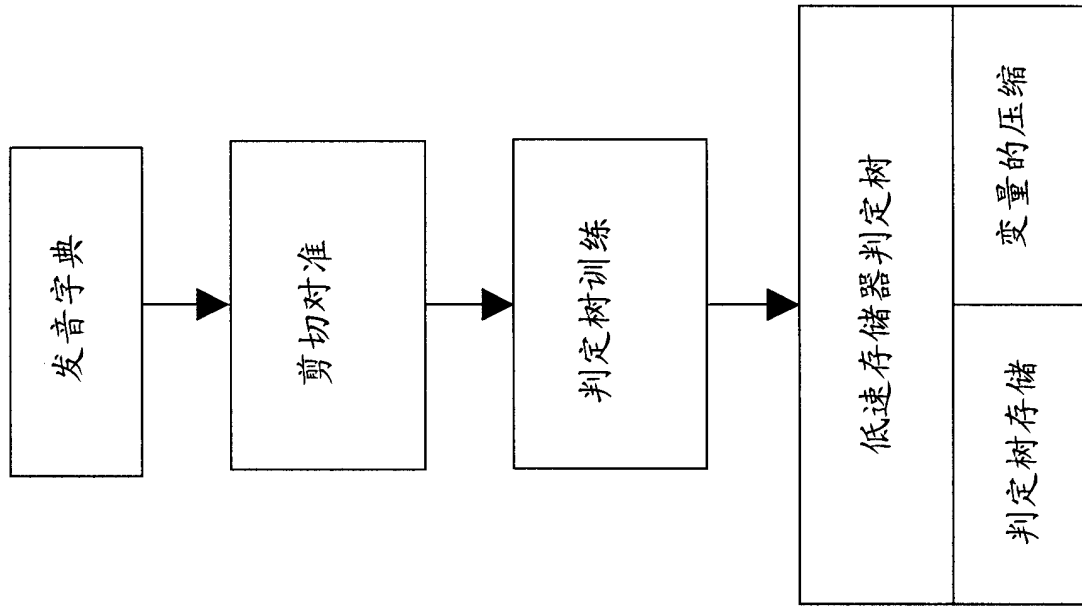 发音字典
剪切对准
判定树训练
低速存储器判定树
判定树存储
变量的压缩